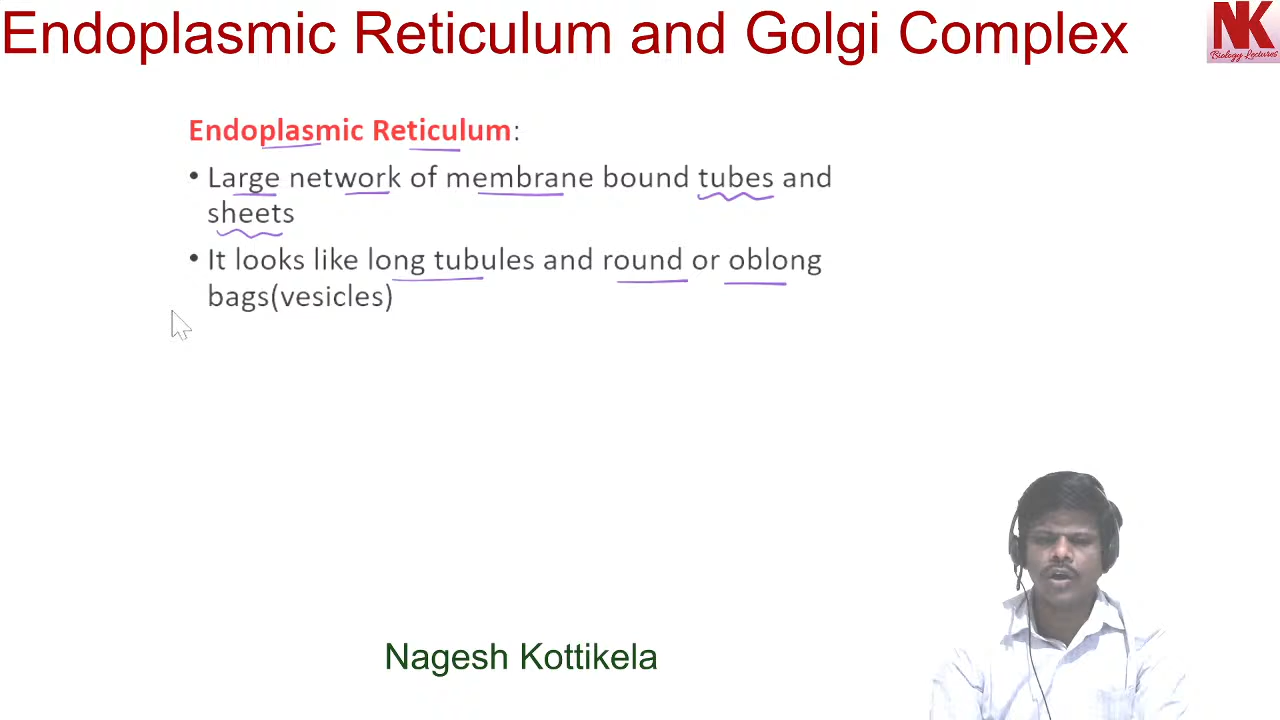 Endoplasmic Reticulum and Golgi Complex
NK
Biology Lectures
Endoplasmic Reticulum:
• Large network of membrane bound tubes and
sheets
• It looks like long tubules and round or oblong
bags(vesicles)
Nagesh Kottikela